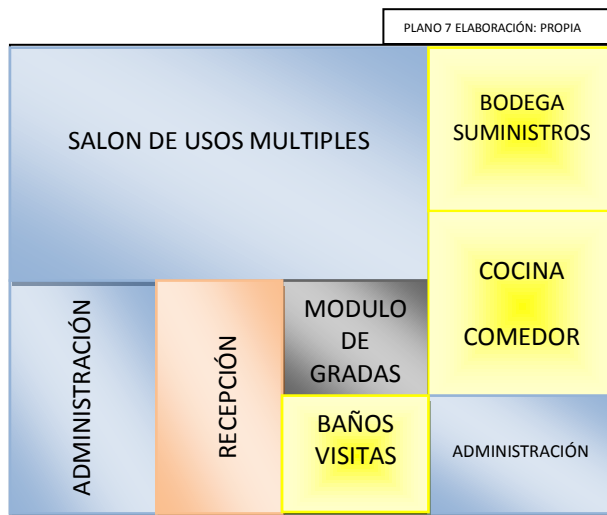 PLANO 7 ELABORACIÓN: PROPIA
SALON DE USOS MULTIPLES
BODEGA
SUMINISTROS
COCINA
COMEDOR
ADMINISTRACIÓN
RECEPCIÓN
MODULO
DE
GRADAS
BAÑOS
VISITAS
ADMINISTRACIÓN